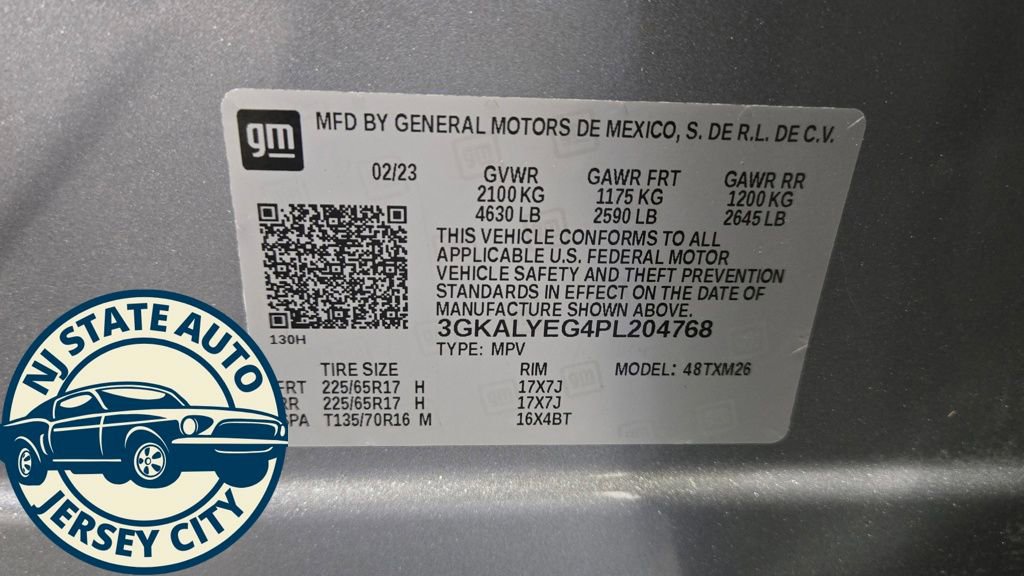 gm
MFD BY GENERAL MOTORS DE MEXICO, S. DE R.L. DE C.V.
02/23 GVWR GAWR FRT GAWR RR
2100 KG 1175 KG 1200 KG
4630 LB 2590 LB 2645 LB
THIS VEHICLE CONFORMS TO ALL
APPLICABLE U.S. FEDERAL MOTOR
VEHICLE SAFETY AND THEFT PREVENTION
STANDARDS IN EFFECT ON THE DATE OF
MANUFACTURE SHOWN ABOVE.
3GKALYEG4PL204768
130H
TYPE: MPV
TIRE SIZE RIM MODEL: 48TXM26
FRT 225/65R17 H 17X7J
RR 225/65R17 H 17X7J
SPA T135/70R16 M 16X4BT
NJ STATE AUTO
JERSEY CITY